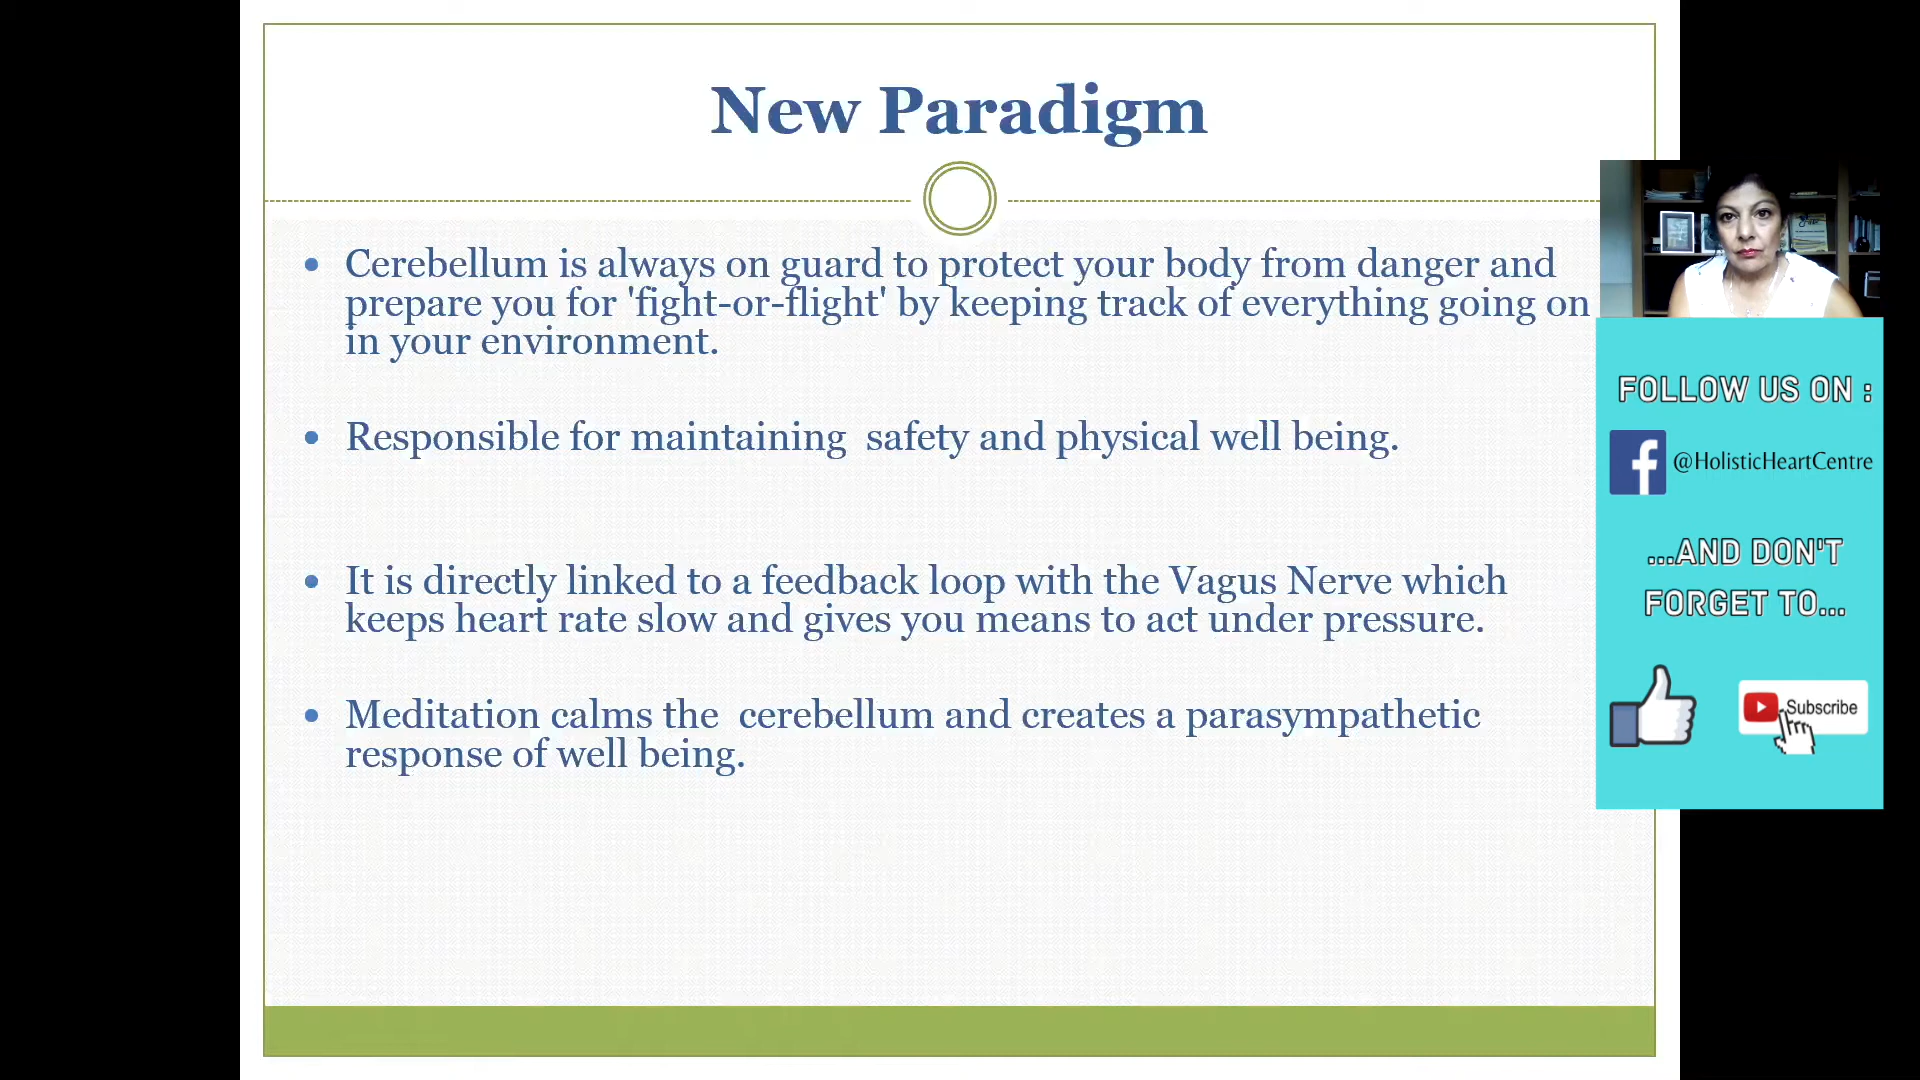 New Paradigm
• Cerebellum is always on guard to protect your body from danger and
prepare you for 'fight-or-flight' by keeping track of everything going on
in your environment.
• Responsible for maintaining  safety and physical well being.
• It is directly linked to a feedback loop with the Vagus Nerve which
keeps heart rate slow and gives you means to act under pressure.
• Meditation calms the  cerebellum and creates a parasympathetic
response of well being.
FOLLOW US ON :
@HolisticHeartCentre
...AND DON'T
FORGET TO...
Subscribe